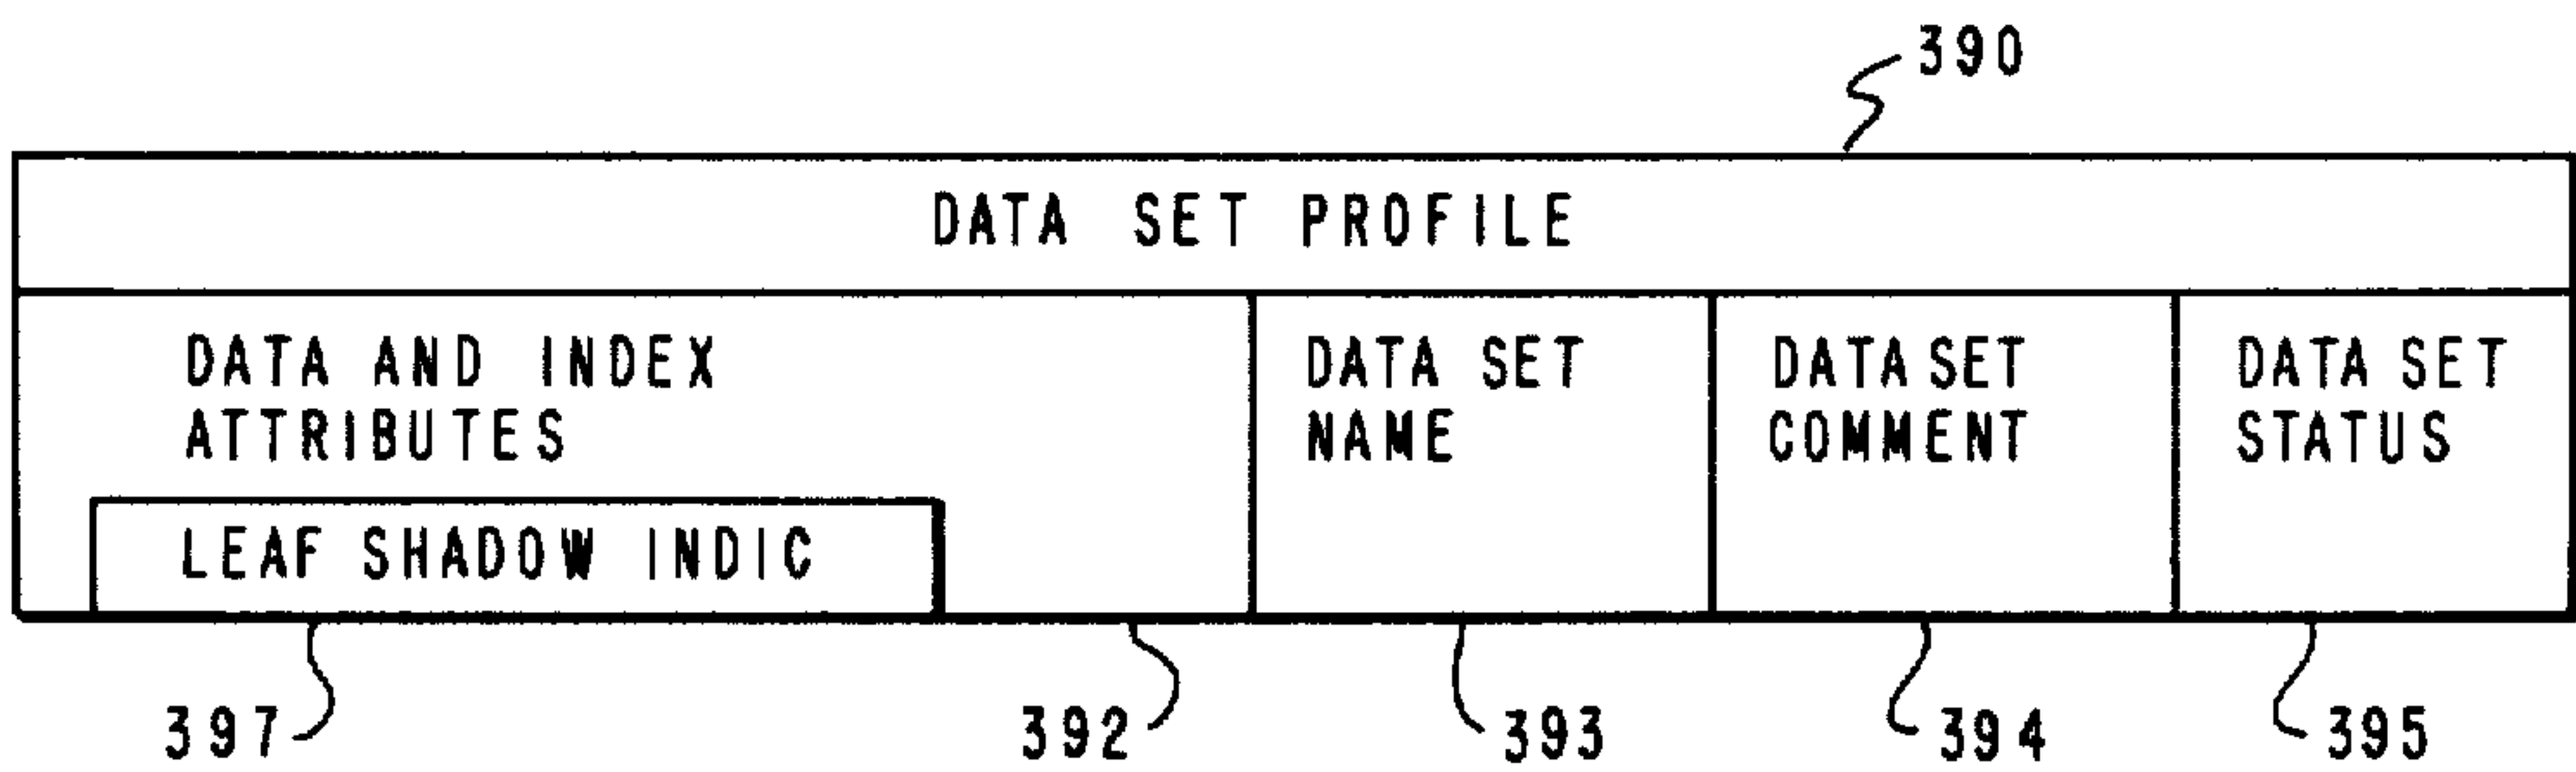 390
DATA SET PROFILE
DATA AND INDEX
ATTRIBUTES
LEAF SHADOW INDIC
DATA SET
NAME
DATA SET
COMMENT
DATA SET
STATUS
397
392
393
394
395